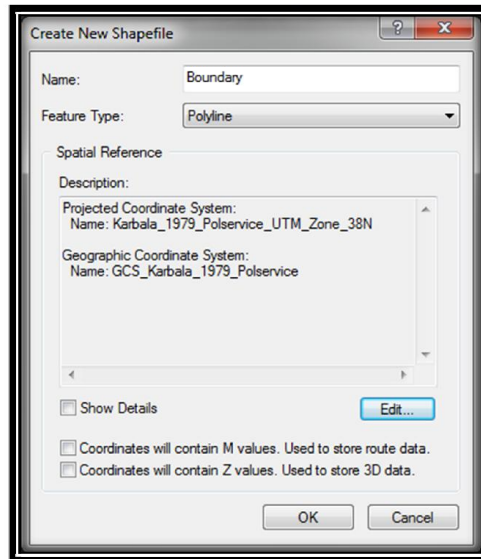 Create New Shapefile
Name: Boundary
Feature Type: Polyline
Spatial Reference
Description:
Projected Coordinate System:
Name: Karbala_1979_Polservice_UTM_Zone_38N
Geographic Coordinate System:
Name: GCS_Karbala_1979_Polservice
Show Details
Edit...
Coordinates will contain M values. Used to store route data.
Coordinates will contain Z values. Used to store 3D data.
OK Cancel